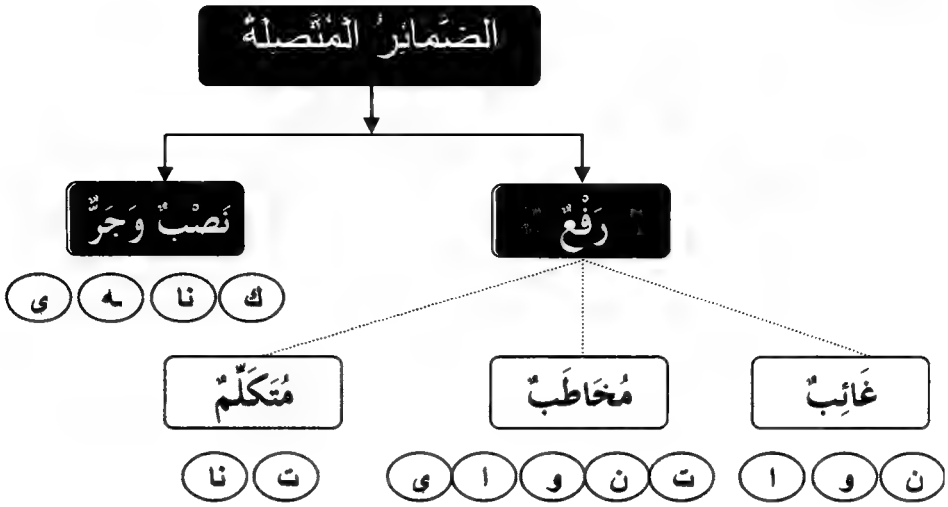 الضَّمَائِرُ الْمُتَّصِلَةُ
رَفْعٌ
نَصْبٌ وَجَرٌّ
ك نا ـه ي
غَائِبٌ
مُخَاطَبٌ
مُتَكَلِّمٌ
ن و ا
ت ن و ا ي
ت نا